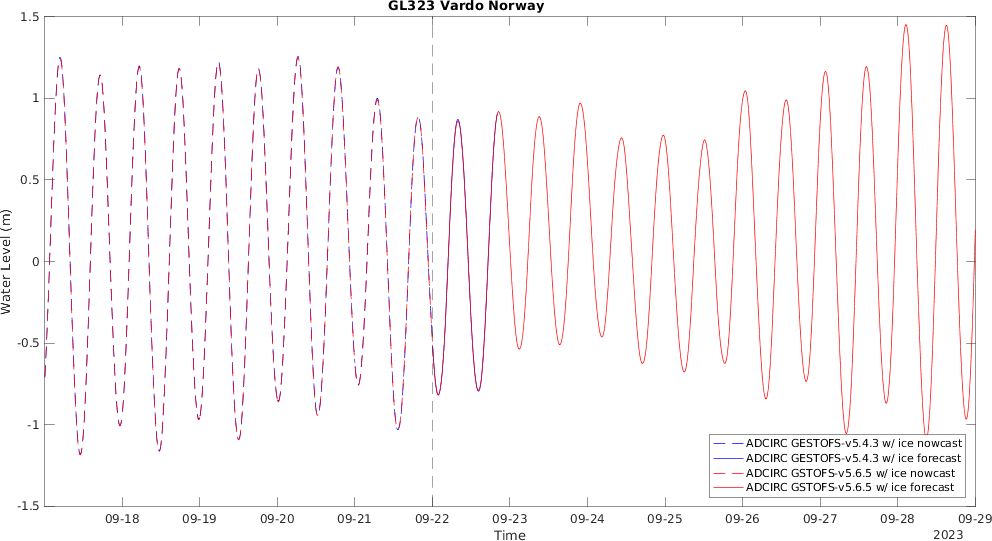 GL323 Vardo Norway
1.5
1
0.5
0
-0.5
-1
-1.5
Water Level (m)
ADCIRC GESTOFS-v5.4.3 w/ ice nowcast
ADCIRC GESTOFS-v5.4.3 w/ ice forecast
ADCIRC GSTOFS-v5.6.5 w/ ice nowcast
ADCIRC GSTOFS-v5.6.5 w/ ice forecast
09-18 09-19 09-20 09-21 09-22 09-23 09-24 09-25 09-26 09-27 09-28 09-29
Time
2023